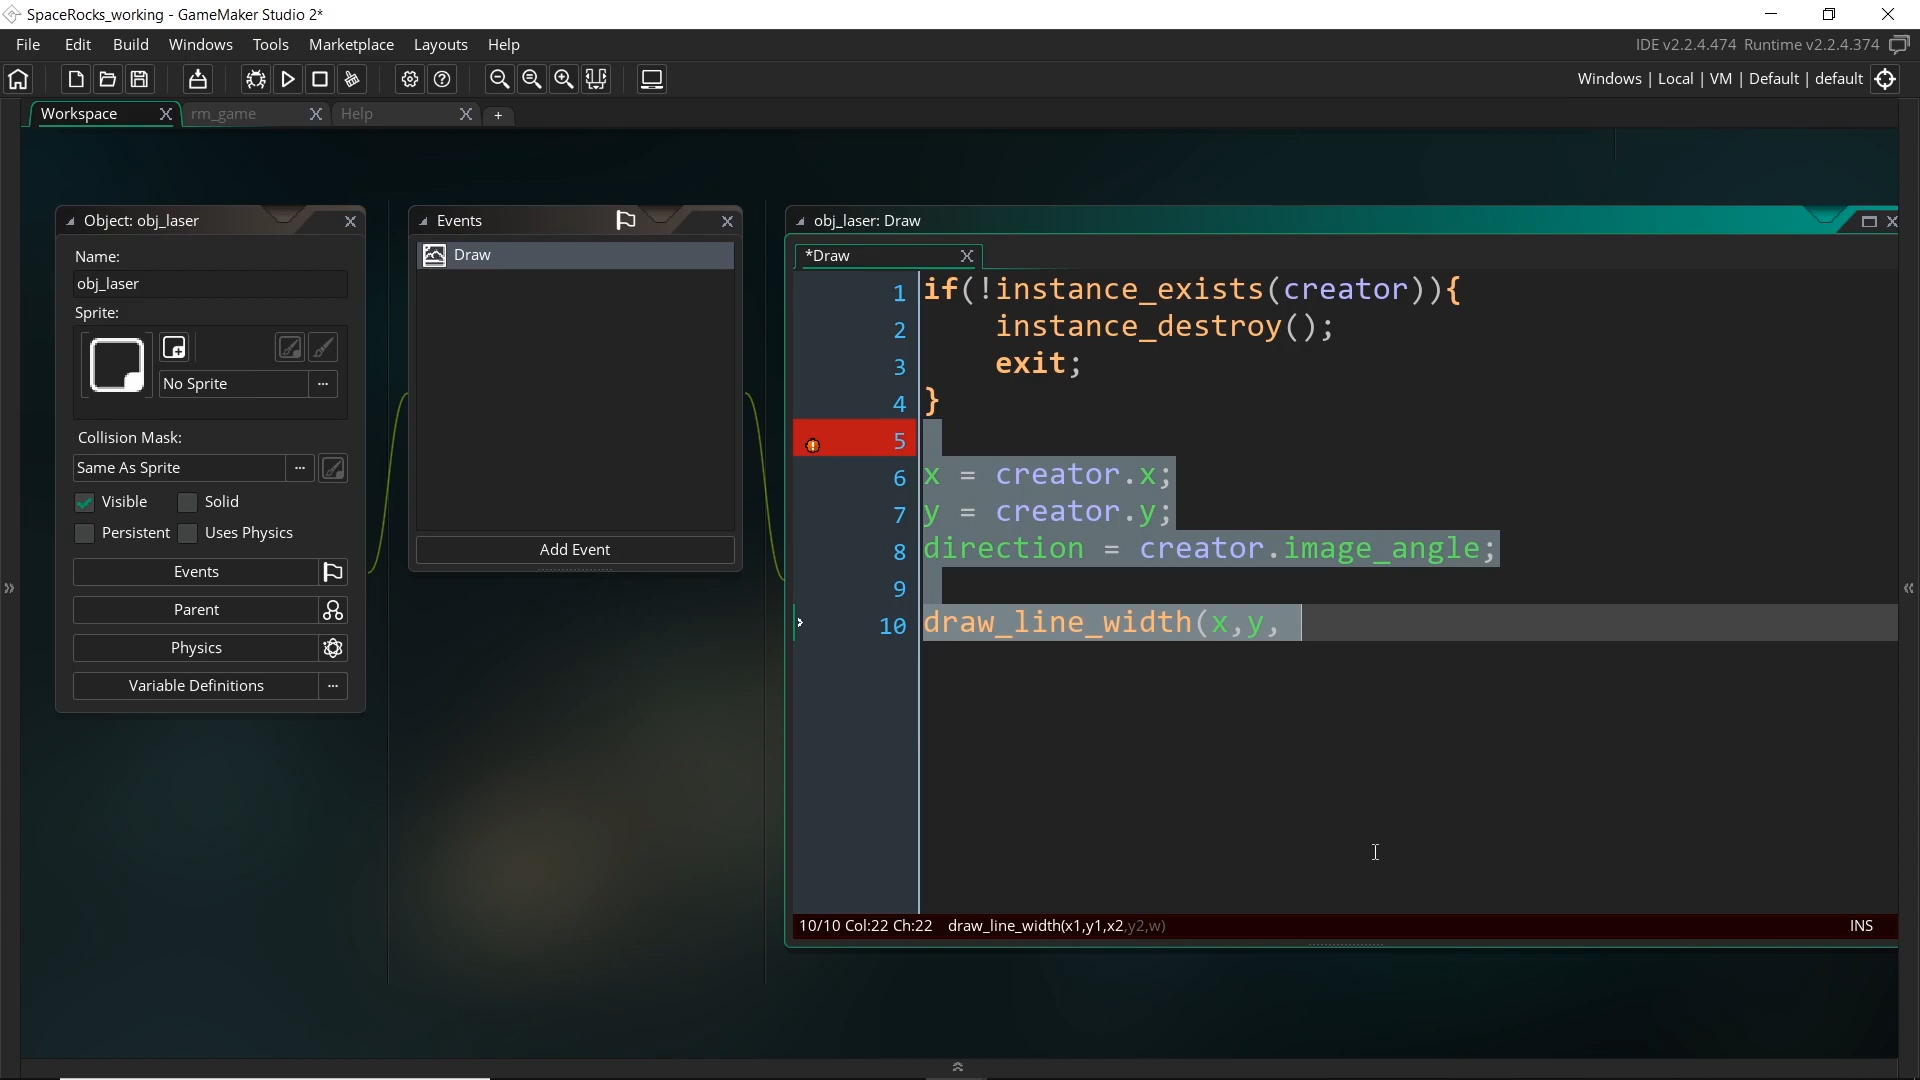 SpaceRocks_working - GameMaker Studio 2*
File Edit Build Windows Tools Marketplace Layouts Help
IDE v2.2.4.474 Runtime v2.2.4.374
Windows | Local | VM | Default | default
Workspace
rm_game
Help
+
Object: obj_laser
Name:
obj_laser
Sprite:
No Sprite
...
Collision Mask:
Same As Sprite
...
Visible
Solid
Persistent
Uses Physics
Events
Parent
Physics
Variable Definitions
...
Events
Draw
Add Event
obj_laser: Draw
*Draw
1 if(!instance_exists(creator)){
2 instance_destroy();
3 exit;
4 }
5
6 x = creator.x;
7 y = creator.y;
8 direction = creator.image_angle;
9
10 draw_line_width(x,y,
10/10 Col:22 Ch:22 draw_line_width(x1,y1,x2,y2,w)
INS